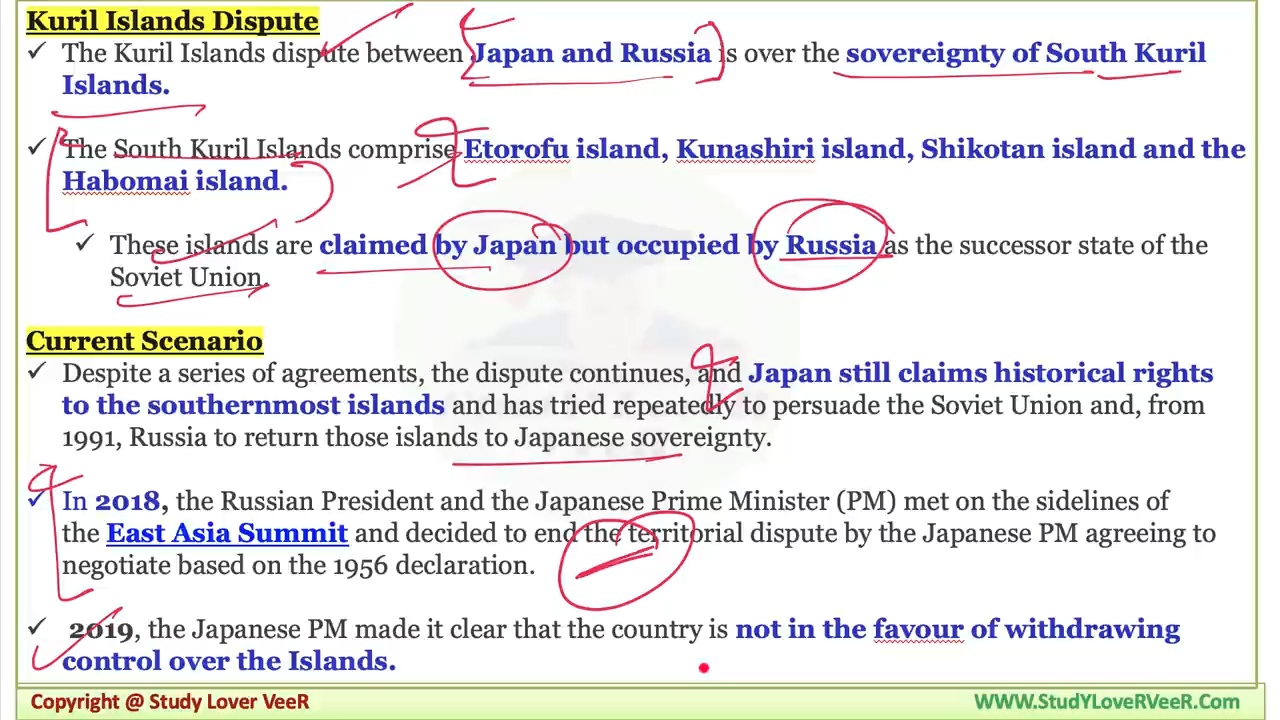 Kuril Islands Dispute
✓ The Kuril Islands dispute between Japan and Russia is over the sovereignty of South Kuril
Islands.
✓ The South Kuril Islands comprise Etorofu island, Kunashiri island, Shikotan island and the
Habomai island.
✓ These islands are claimed by Japan but occupied by Russia as the successor state of the
Soviet Union.
Current Scenario
✓ Despite a series of agreements, the dispute continues, and Japan still claims historical rights
to the southernmost islands and has tried repeatedly to persuade the Soviet Union and, from
1991, Russia to return those islands to Japanese sovereignty.
✓ In 2018, the Russian President and the Japanese Prime Minister (PM) met on the sidelines of
the East Asia Summit and decided to end the territorial dispute by the Japanese PM agreeing to
negotiate based on the 1956 declaration.
✓ 2019, the Japanese PM made it clear that the country is not in the favour of withdrawing
control over the Islands.
Copyright @ Study Lover VeeR
WWW.StudYLoveRVeeR.Com